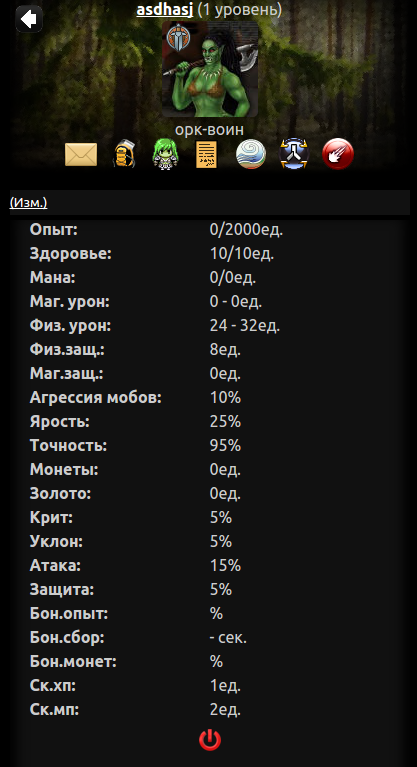 asdhasj (1 уровень)
орк-воин
(Изм.)
Опыт: 0/2000ед.
Здоровье: 10/10ед.
Мана: 0/0ед.
Маг. урон: 0 - 0ед.
Физ. урон: 24 - 32ед.
Физ.защ.: 8ед.
Маг.защ.: 0ед.
Агрессия мобов: 10%
Ярость: 25%
Точность: 95%
Монеты: 0ед.
Золото: 0ед.
Крит: 5%
Уклон: 5%
Атака: 15%
Защита: 5%
Бон.опыт: %
Бон.сбор: - сек.
Бон.монет: %
Ск.хп: 1ед.
Ск.мп: 2ед.